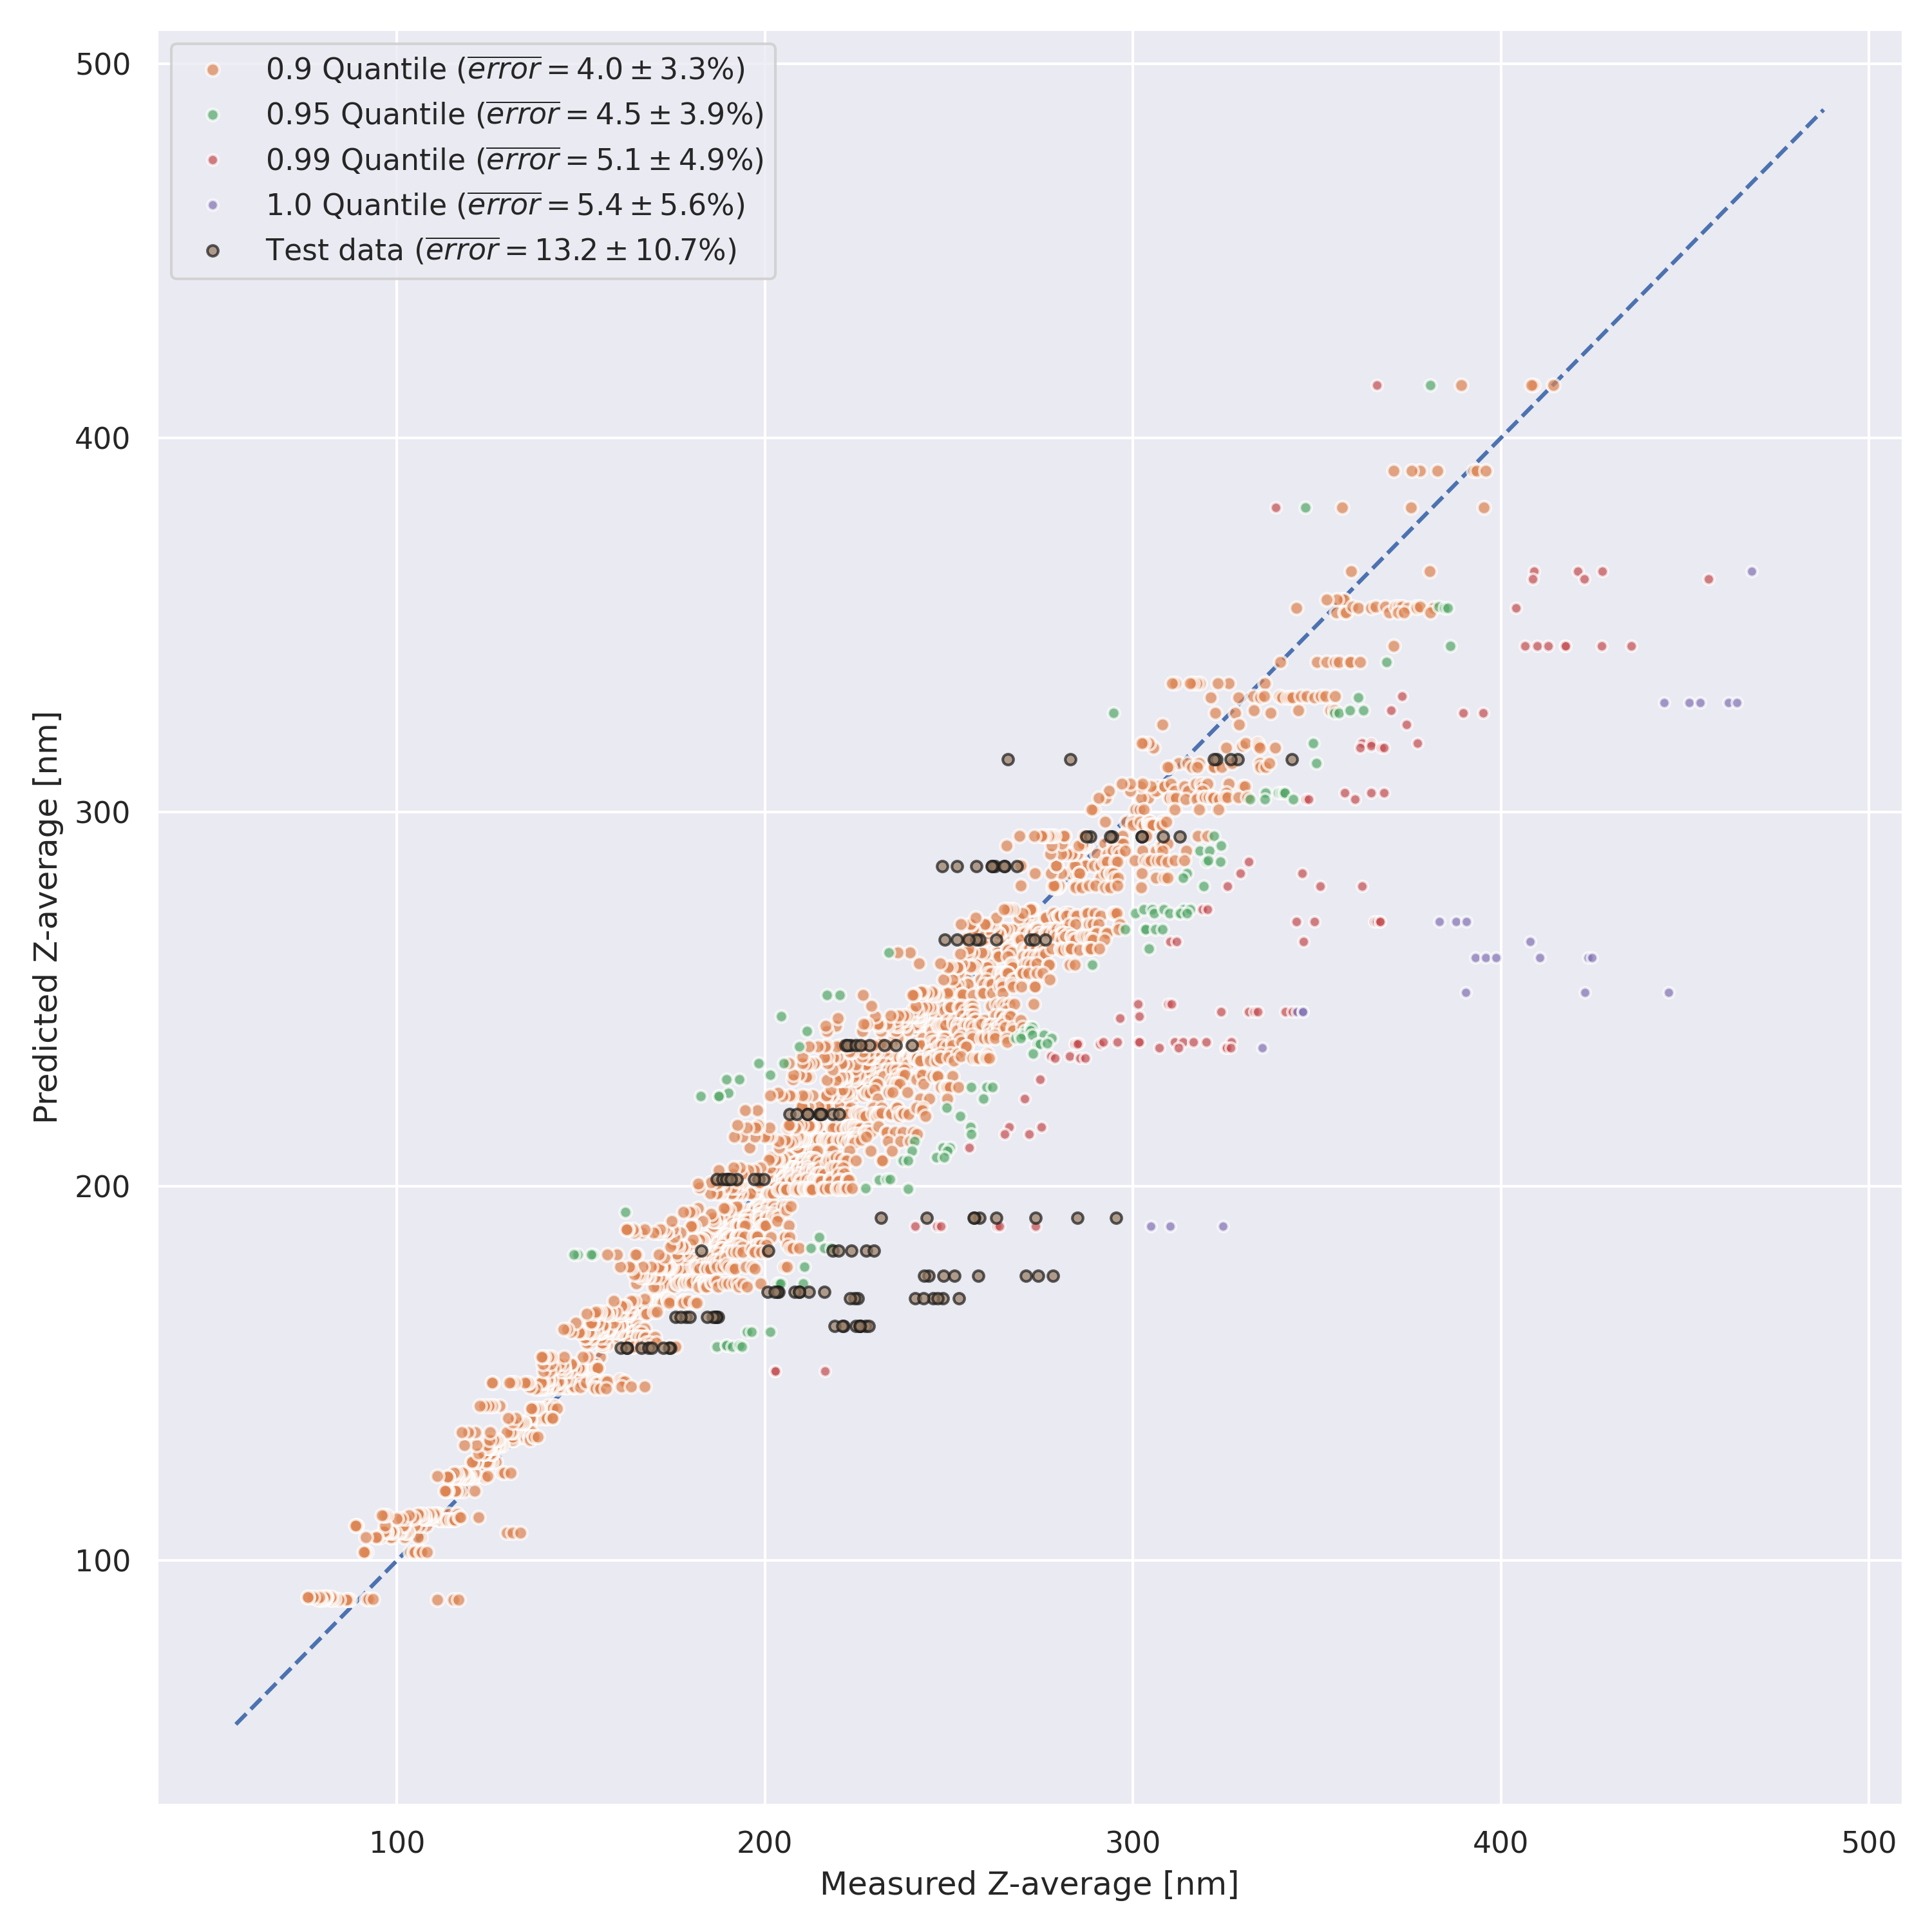 0.9 Quantile (error = 4.0 ± 3.3%)
0.95 Quantile (error = 4.5 ± 3.9%)
0.99 Quantile (error = 5.1 ± 4.9%)
1.0 Quantile (error = 5.4 ± 5.6%)
Test data (error = 13.2 ± 10.7%)
500
400
300
200
100
Predicted Z-average [nm]
100 200 300 400 500
Measured Z-average [nm]